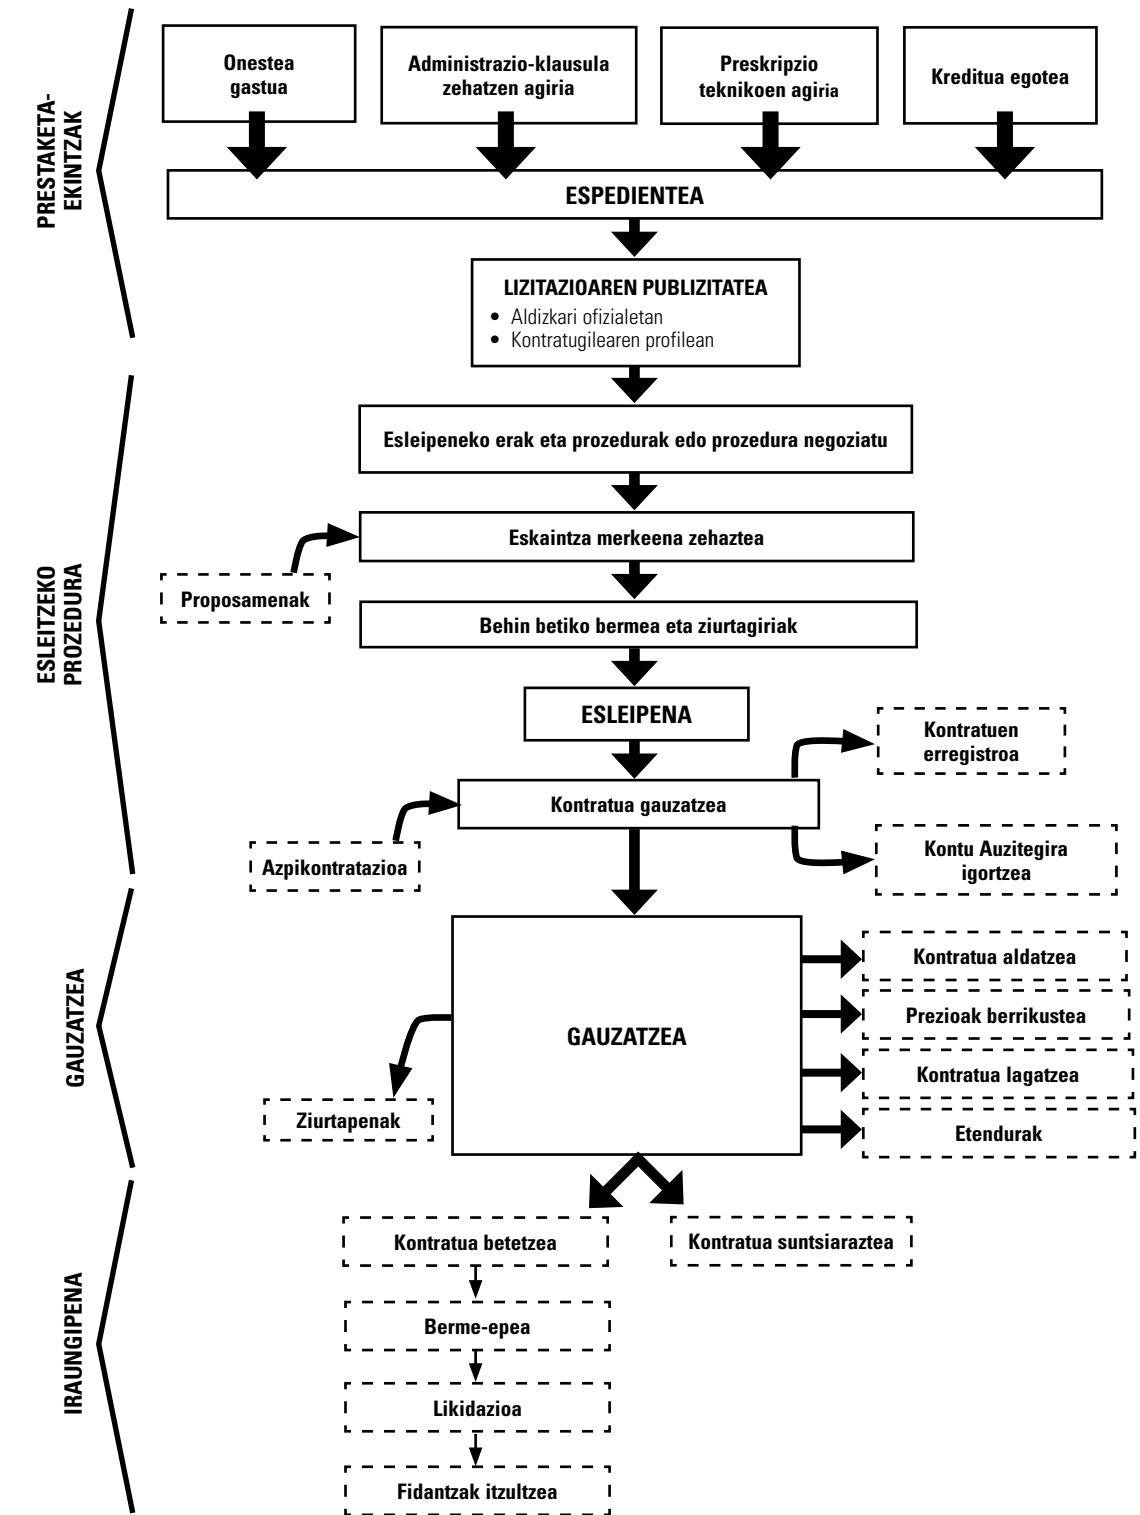 PRESTAKETA-
EKINTZAK
Onestea
gastua
Administrazio-klausula
zehatzen agiria
Preskripzio
teknikoen agiria
Kreditua egotea
ESPEDIENTEA
LIZITAZIOAREN PUBLIZITATEA
• Aldizkari ofizialetan
• Kontratugilearen profilean
ESLEITZEKO
PROZEDURA
Esleipeneko erak eta prozedurak edo prozedura negoziatu
Eskaintza merkeena zehaztea
Proposamenak
Behin betiko bermea eta ziurtagiriak
ESLEIPENA
Kontratuen
erregistroa
Kontratua gauzatzea
Azpikontratazioa
Kontu Auzitegira
igortzea
GAUZATZEA
GAUZATZEA
Kontratua aldatzea
Prezioak berrikustea
Kontratua lagatzea
Etendurak
Ziurtapenak
IRAUNGIPENA
Kontratua betetzea
Kontratua suntsiaraztea
Berme-epea
Likidazioa
Fidantzak itzultzea